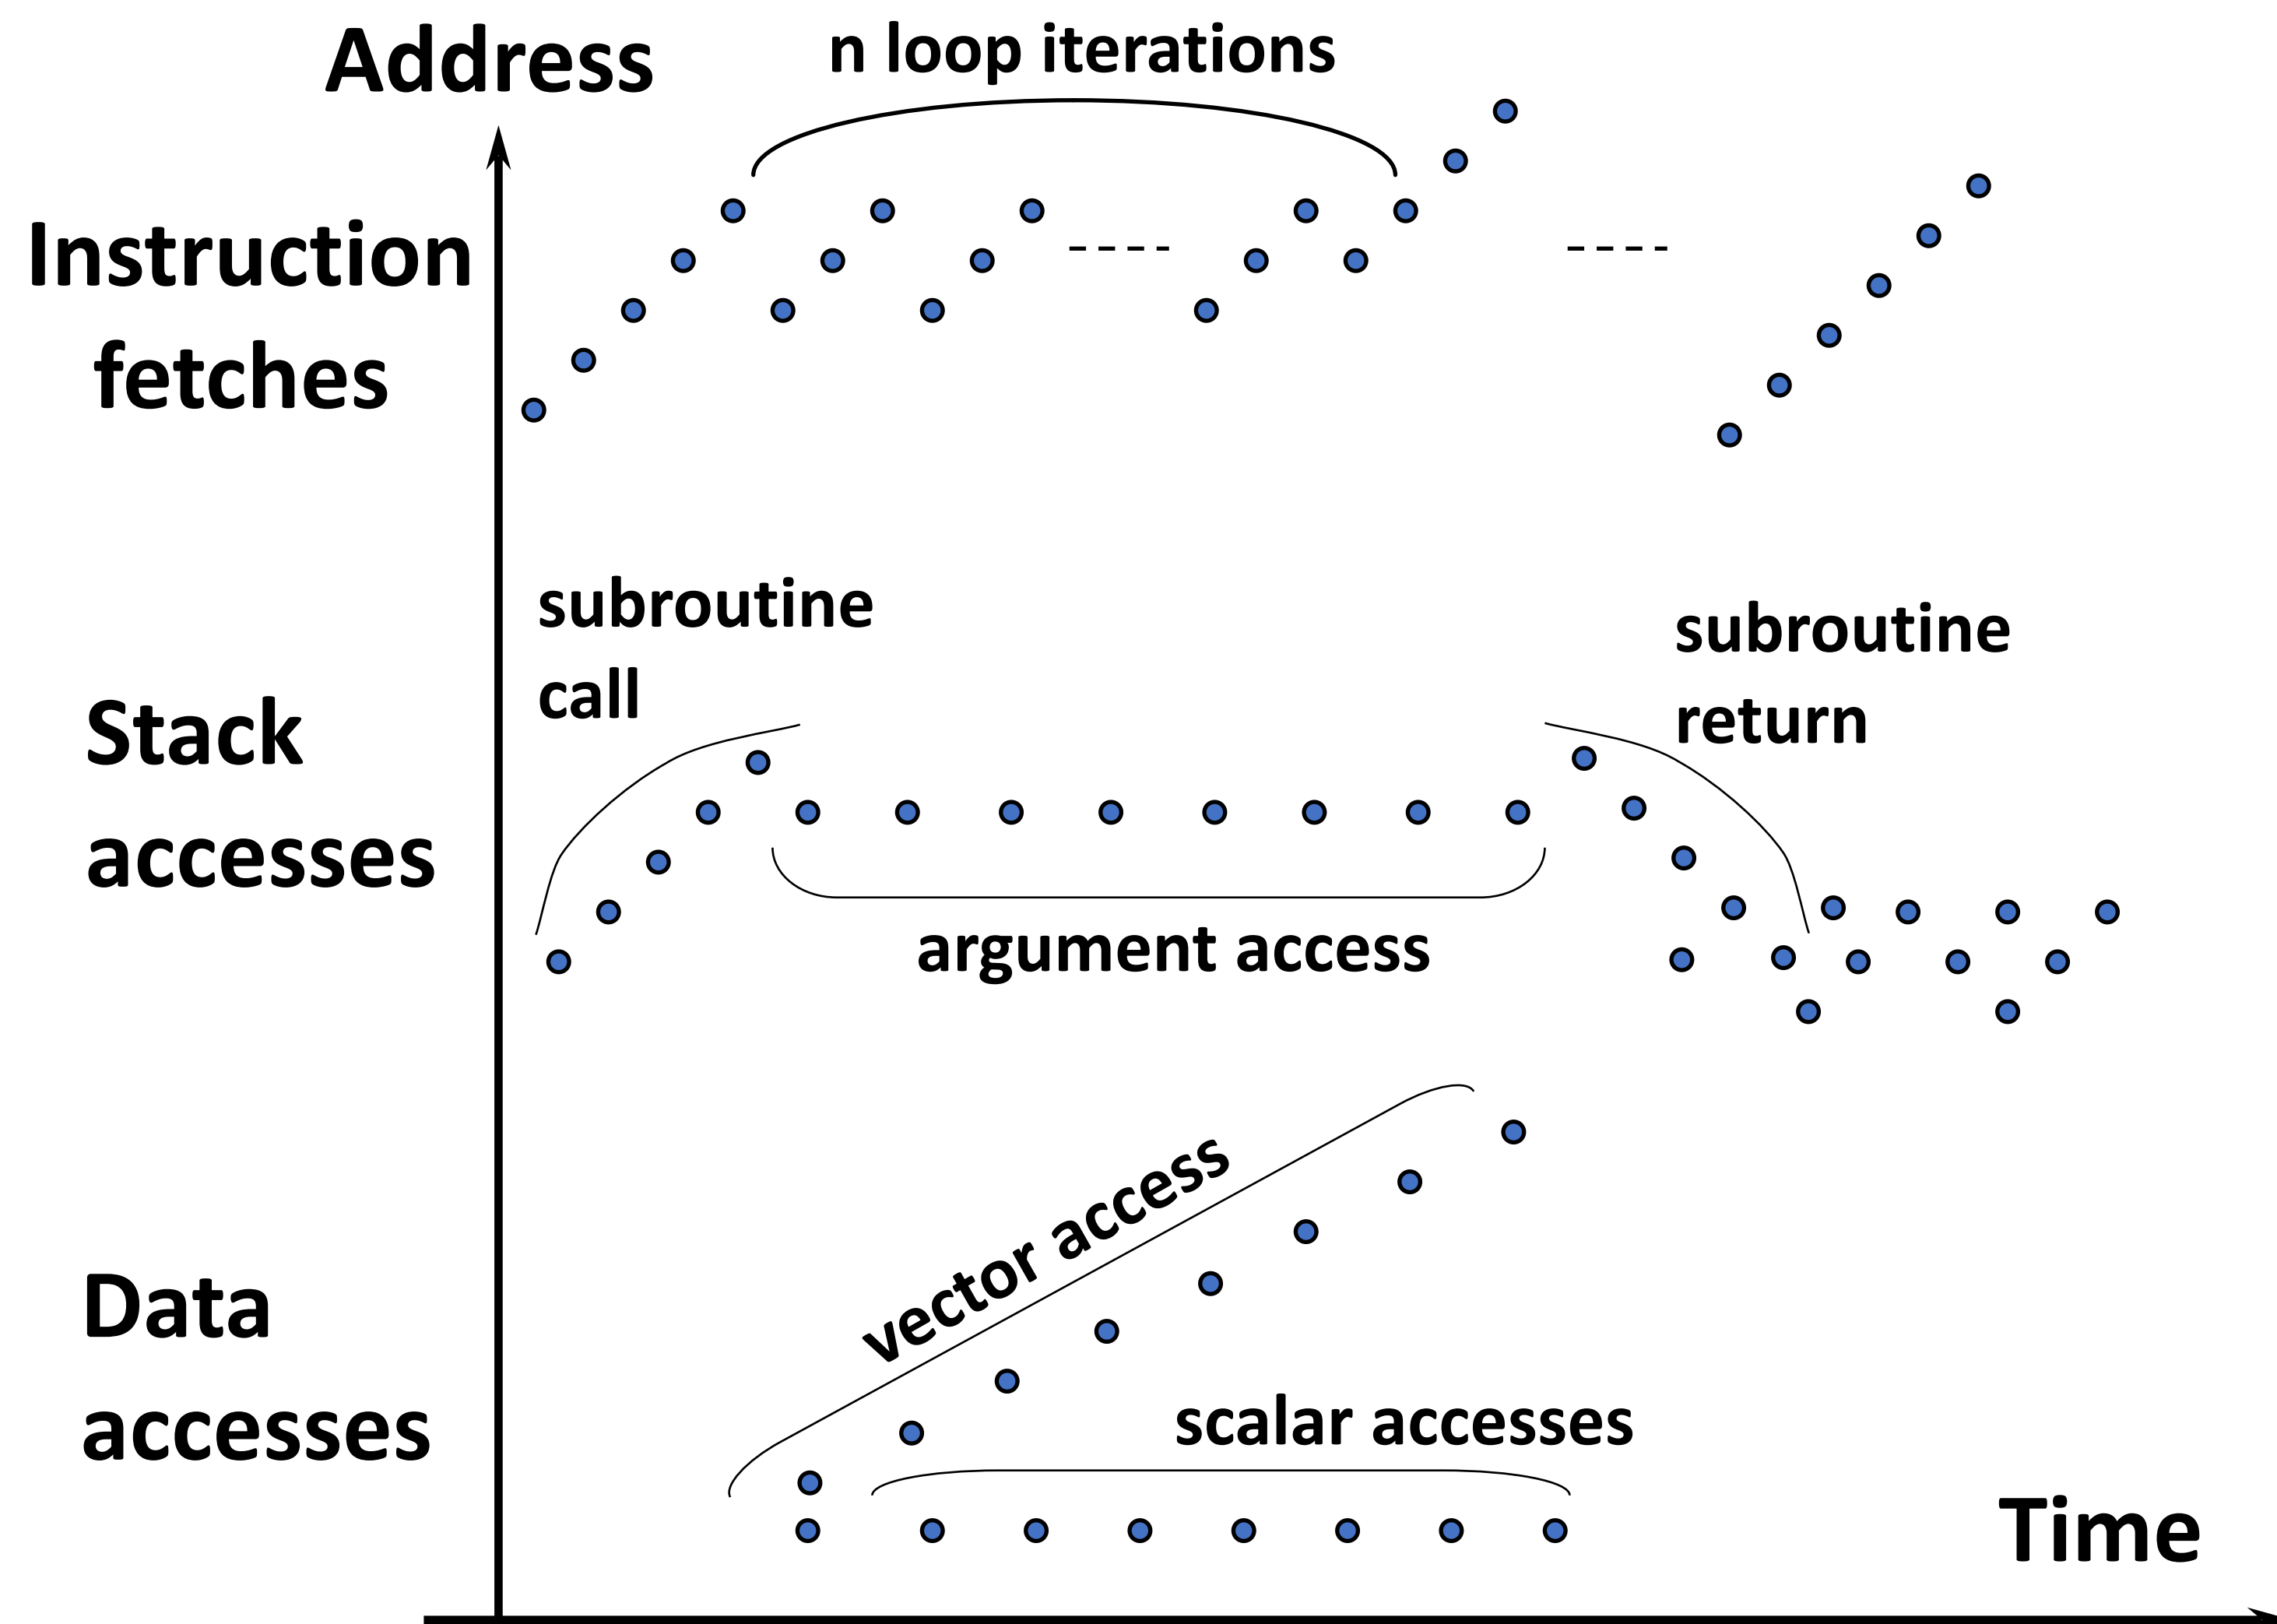 Address
n loop iterations
Instruction
fetches
subroutine
call
subroutine
return
Stack
accesses
argument access
vector access
Data
accesses
scalar accesses
Time